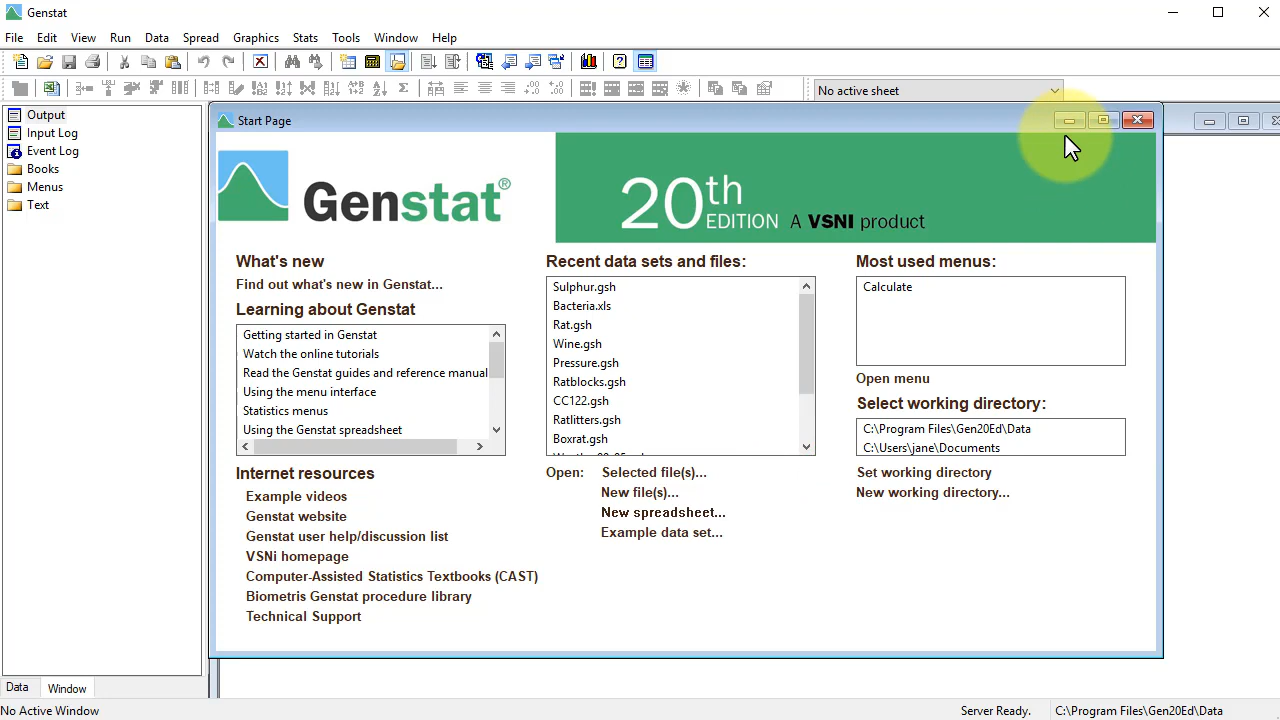 Genstat
File Edit View Run Data Spread Graphics Stats Tools Window Help
No active sheet
Output
Input Log
Event Log
Books
Menus
Text
Start Page
Genstat®
20th EDITION A VSNI product
What's new
Find out what's new in Genstat...
Learning about Genstat
Getting started in Genstat
Watch the online tutorials
Read the Genstat guides and reference manual
Using the menu interface
Statistics menus
Using the Genstat spreadsheet
Internet resources
Example videos
Genstat website
Genstat user help/discussion list
VSNi homepage
Computer-Assisted Statistics Textbooks (CAST)
Biometris Genstat procedure library
Technical Support
Recent data sets and files:
Sulphur.gsh
Bacteria.xls
Rat.gsh
Wine.gsh
Pressure.gsh
Ratblocks.gsh
CC122.gsh
Ratlitters.gsh
Boxrat.gsh
Open: Selected file(s)...
New file(s)...
New spreadsheet...
Example data set...
Most used menus:
Calculate
Open menu
Select working directory:
C:\Program Files\Gen20Ed\Data
C:\Users\jane\Documents
Set working directory
New working directory...
Data Window
No Active Window
Server Ready.
C:\Program Files\Gen20Ed\Data